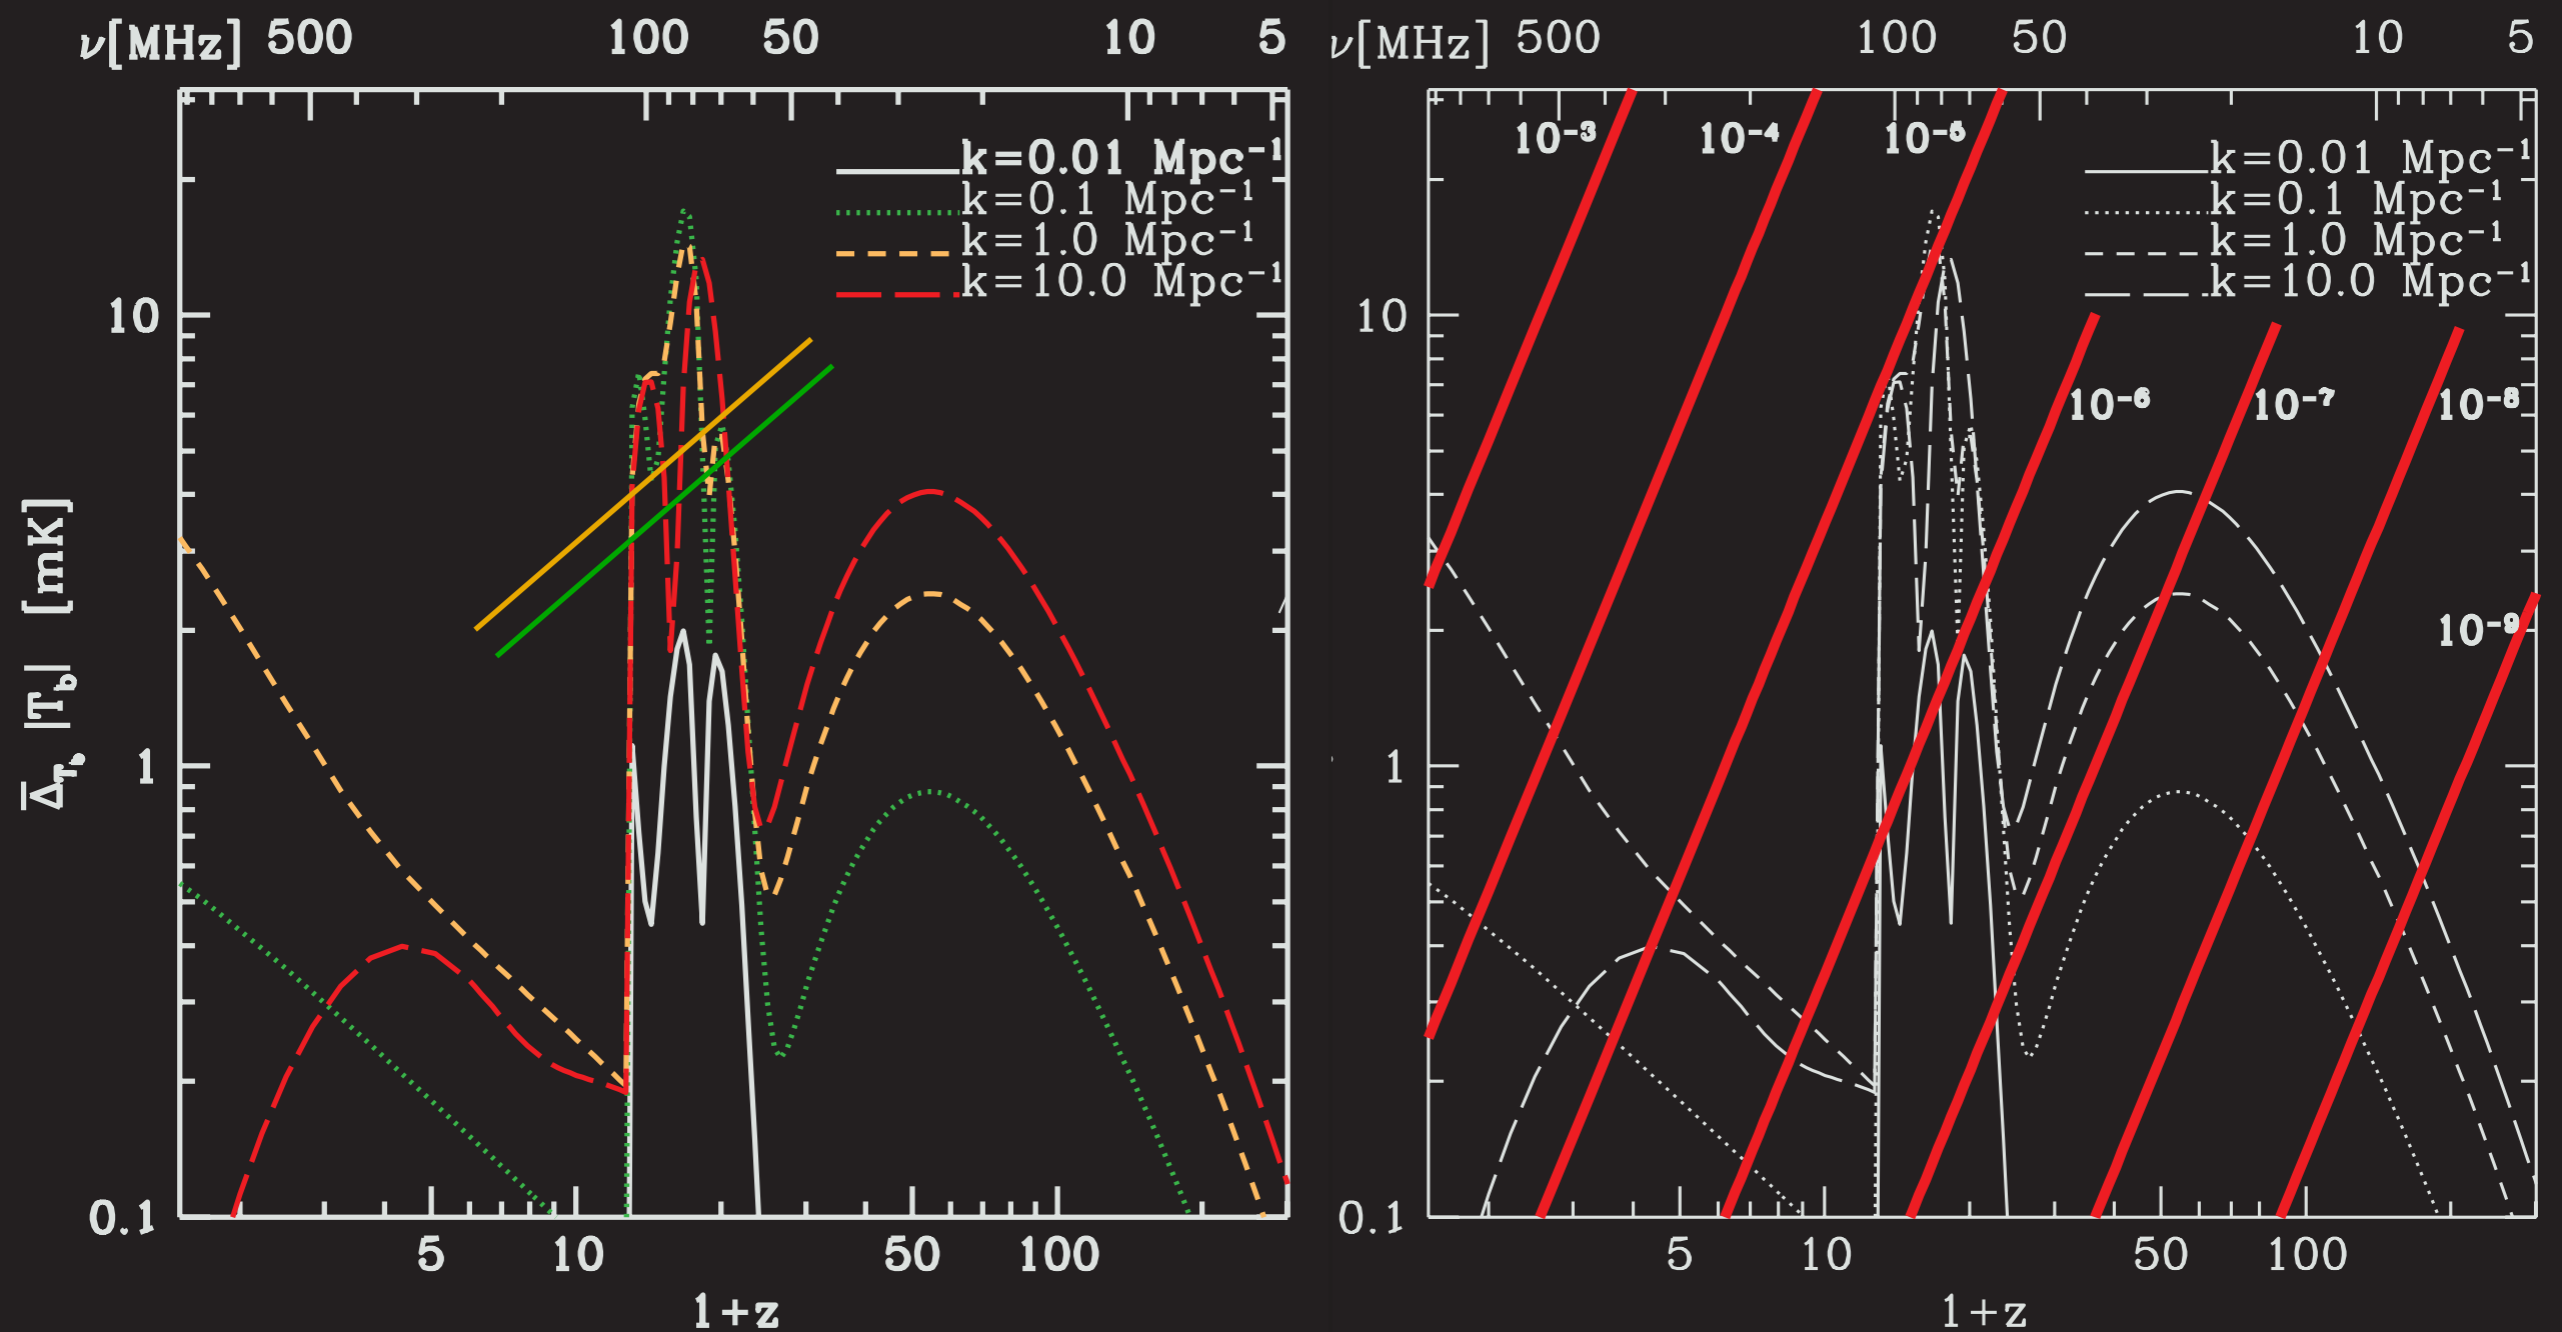 ν[MHz] 500 100 50 10 5
k=0.01 Mpc⁻¹
k=0.1 Mpc⁻¹
k=1.0 Mpc⁻¹
k=10.0 Mpc⁻¹
10
1
0.1
Δ̅_Tb |T_b| [mK]
5 10 50 100
1+z
ν[MHz] 500 100 50 10 5
10⁻³ 10⁻⁴ 10⁻⁵
k=0.01 Mpc⁻¹
k=0.1 Mpc⁻¹
k=1.0 Mpc⁻¹
k=10.0 Mpc⁻¹
10
10⁻⁶ 10⁻⁷ 10⁻⁸
10⁻⁹
1
0.1
5 10 50 100
1+z